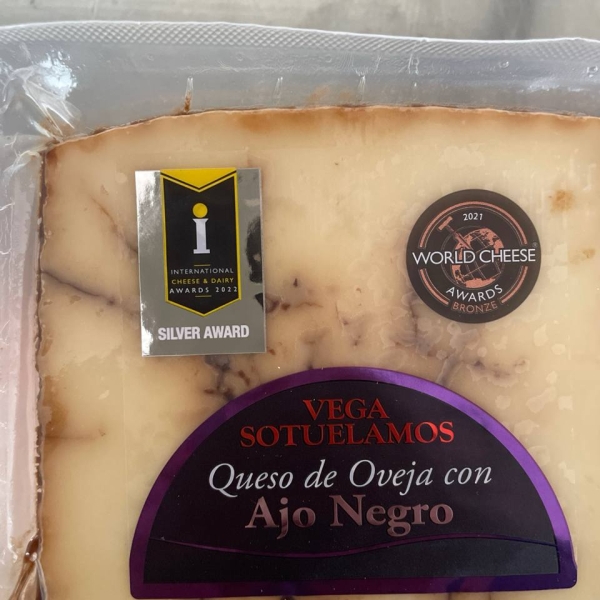 i
INTERNATIONAL
CHEESE & DAIRY
AWARDS 2022
SILVER AWARD
2021
WORLD CHEESE
AWARDS
BRONZE
VEGA
SOTUELAMOS
Queso de Oveja con
Ajo Negro